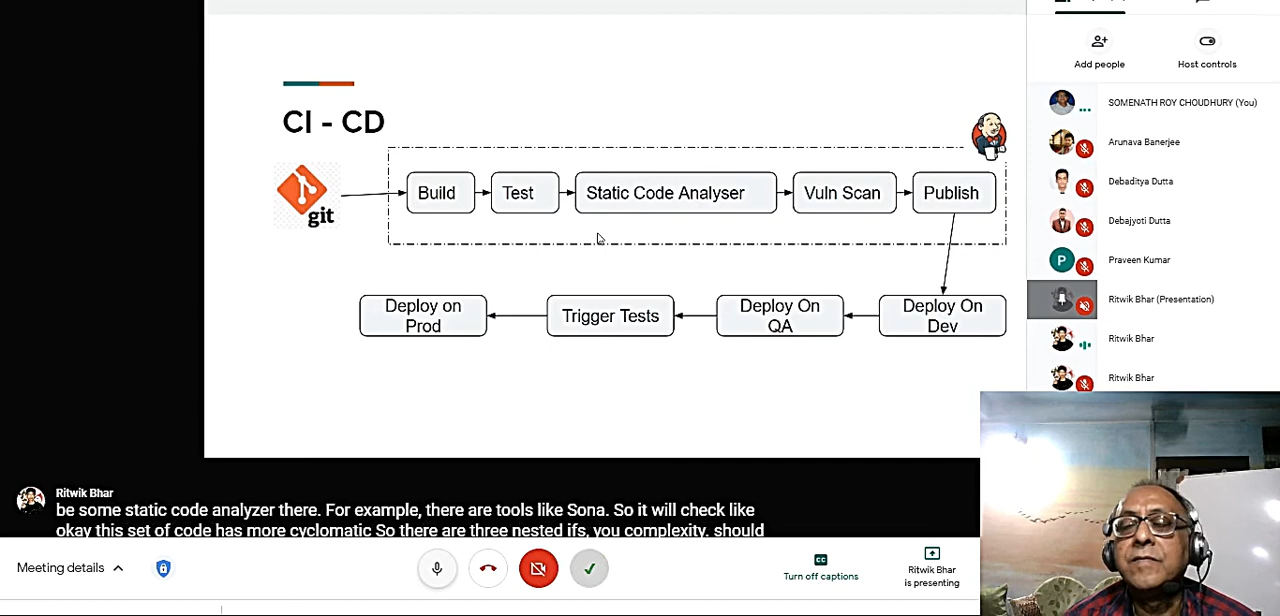 CI - CD
git
Build
Test
Static Code Analyser
Vuln Scan
Publish
Deploy on
Prod
Trigger Tests
Deploy On
QA
Deploy On
Dev
Add people
Host controls
SOMENATH ROY CHOUDHURY (You)
Arunava Banerjee
Debaditya Dutta
Debajyoti Dutta
P
Praveen Kumar
Ritwik Bhar (Presentation)
Ritwik Bhar
Ritwik Bhar
Ritwik Bhar
be some static code analyzer there. For example, there are tools like Sona. So it will check like
okay this set of code has more cyclomatic So there are three nested ifs, you complexity, should
Meeting details
CC
Turn off captions
Ritwik Bhar
is presenting